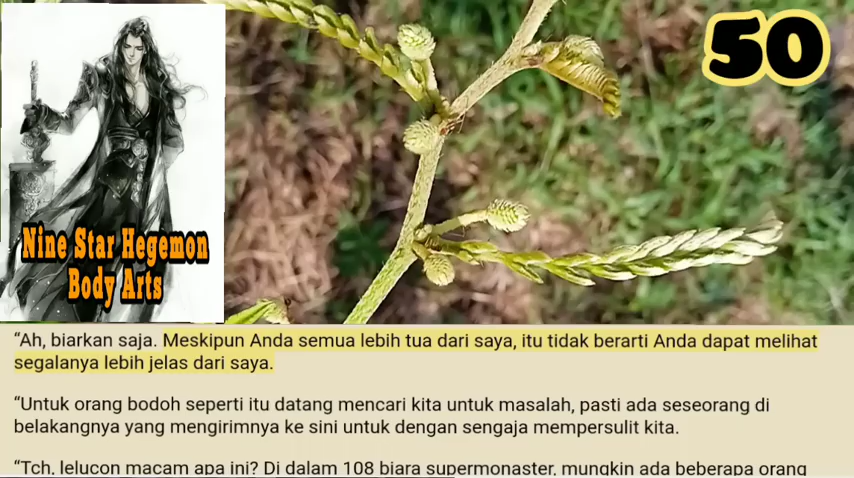 50
Nine Star Hegemon
Body Arts
“Ah, biarkan saja. Meskipun Anda semua lebih tua dari saya, itu tidak berarti Anda dapat melihat
segalanya lebih jelas dari saya.
“Untuk orang bodoh seperti itu datang mencari kita untuk masalah, pasti ada seseorang di
belakangnya yang mengirimnya ke sini untuk dengan sengaja mempersulit kita.
“Tch, lelucon macam apa ini? Di dalam 108 biara supermonaster, mungkin ada beberapa orang